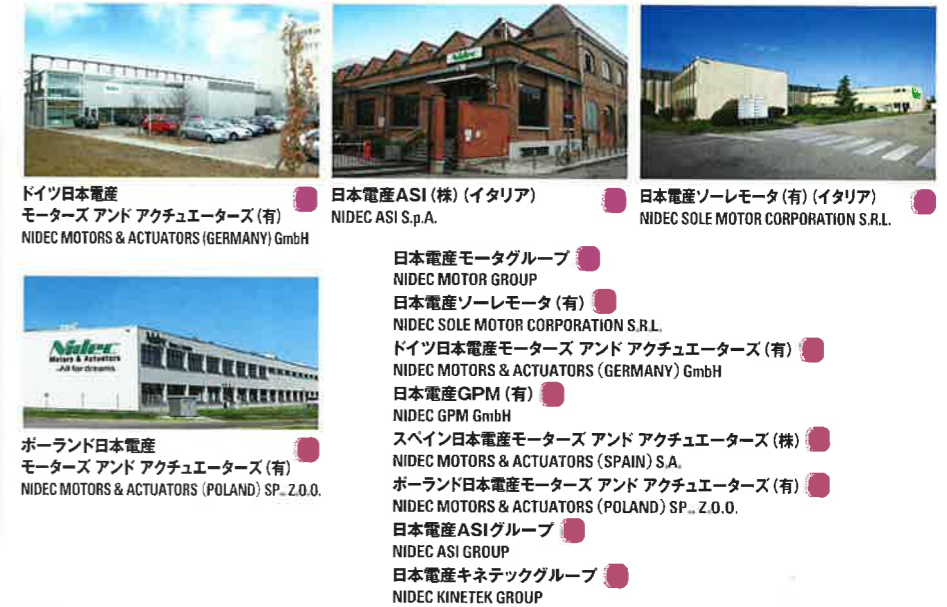 Nidec
Nidec
ドイツ日本電産
モーターズ アンド アクチュエーターズ(有)
NIDEC MOTORS & ACTUATORS (GERMANY) GmbH
日本電産ASI(株)(イタリア)
NIDEC ASI S.p.A.
日本電産ソーレモータ(有)(イタリア)
NIDEC SOLE MOTOR CORPORATION S.R.L.
Nidec
Motors & Actuators
-All for dreams
Nidec
ポーランド日本電産
モーターズ アンド アクチュエーターズ(有)
NIDEC MOTORS & ACTUATORS (POLAND) SP. Z.O.O.
日本電産モータグループ
NIDEC MOTOR GROUP
日本電産ソーレモータ(有)
NIDEC SOLE MOTOR CORPORATION S.R.L.
ドイツ日本電産モーターズ アンド アクチュエーターズ(有)
NIDEC MOTORS & ACTUATORS (GERMANY) GmbH
日本電産GPM(有)
NIDEC GPM GmbH
スペイン日本電産モーターズ アンド アクチュエーターズ(株)
NIDEC MOTORS & ACTUATORS (SPAIN) S.A.
ポーランド日本電産モーターズ アンド アクチュエーターズ(有)
NIDEC MOTORS & ACTUATORS (POLAND) SP. Z.O.O.
日本電産ASIグループ
NIDEC ASI GROUP
日本電産キネテックグループ
NIDEC KINETEK GROUP